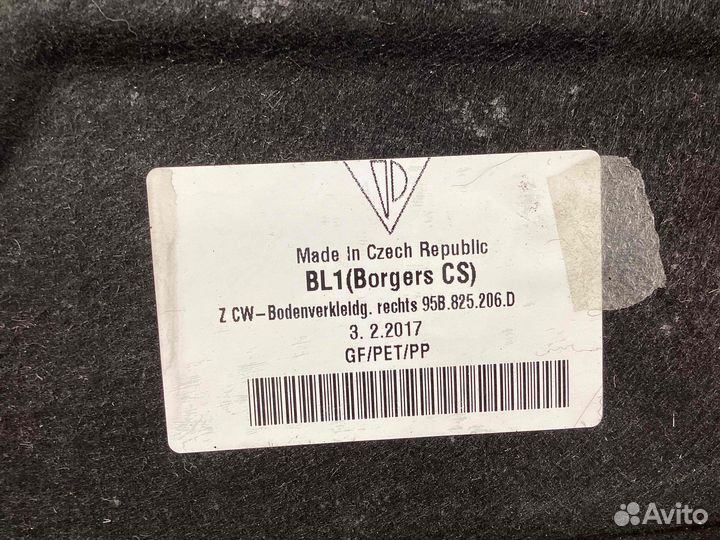 Made In Czech Republic
BL1(Borgers CS)
Z CW-Bodenverkleidg. rechts 95B.825.206.D
3. 2.2017
GF/PET/PP
Avito